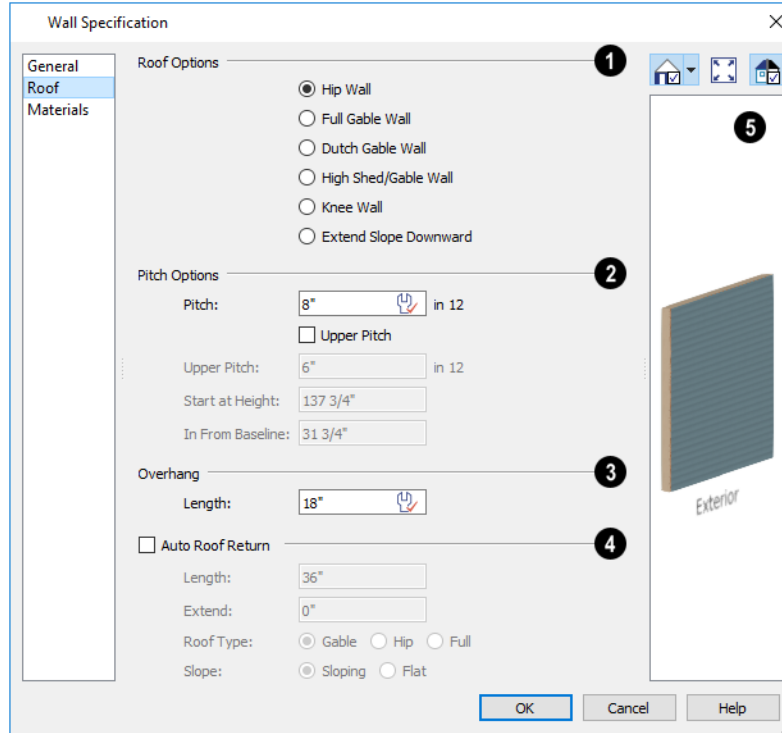 Wall Specification
General
Roof
Materials
Roof Options
1
Hip Wall
Full Gable Wall
Dutch Gable Wall
High Shed/Gable Wall
Knee Wall
Extend Slope Downward
Pitch Options
2
Pitch: 8" in 12
Upper Pitch
Upper Pitch: 6" in 12
Start at Height: 137 3/4"
In From Baseline: 31 3/4"
Overhang
3
Length: 18"
Auto Roof Return
4
Length: 36"
Extend: 0"
Roof Type: Gable Hip Full
Slope: Sloping Flat
5
Exterior
OK Cancel Help